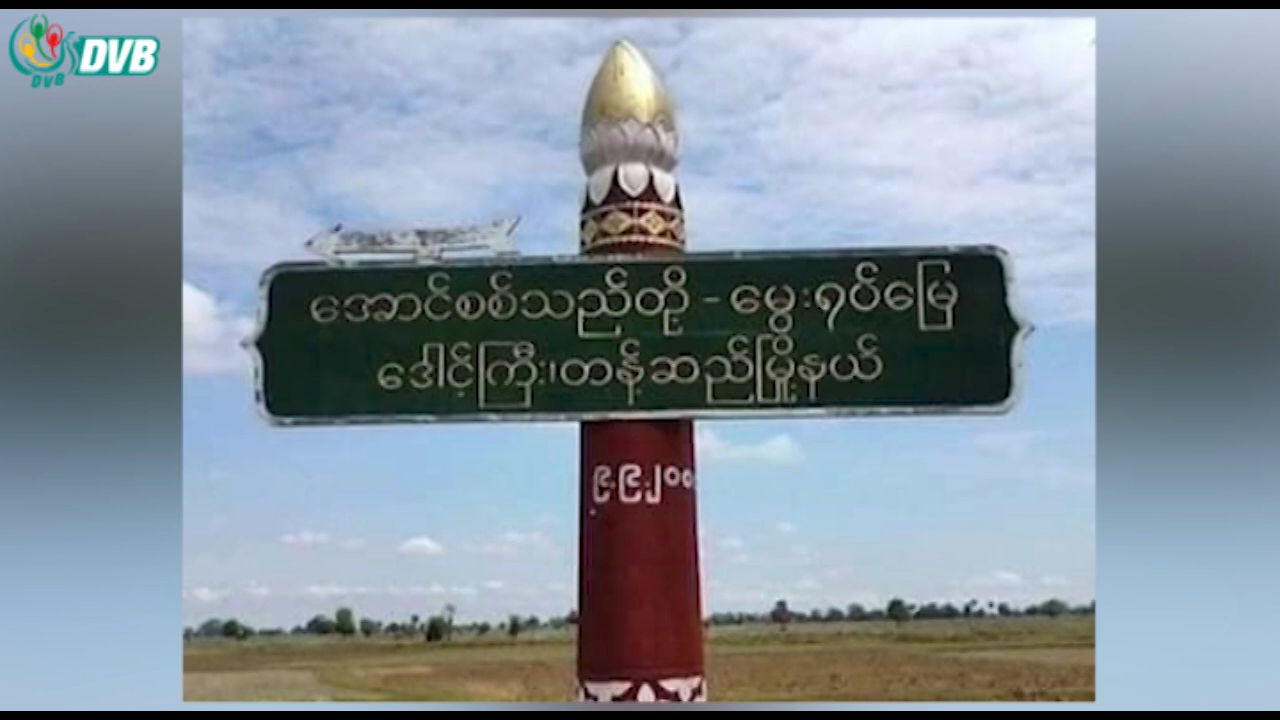 DVB
DVB
အောင်စစ်သည်တို့ - မွေးရပ်မြေ
ဒေါင့်ကြီး၊တန့်ဆည်မြို့နယ်
၉.၉.၂၀၀